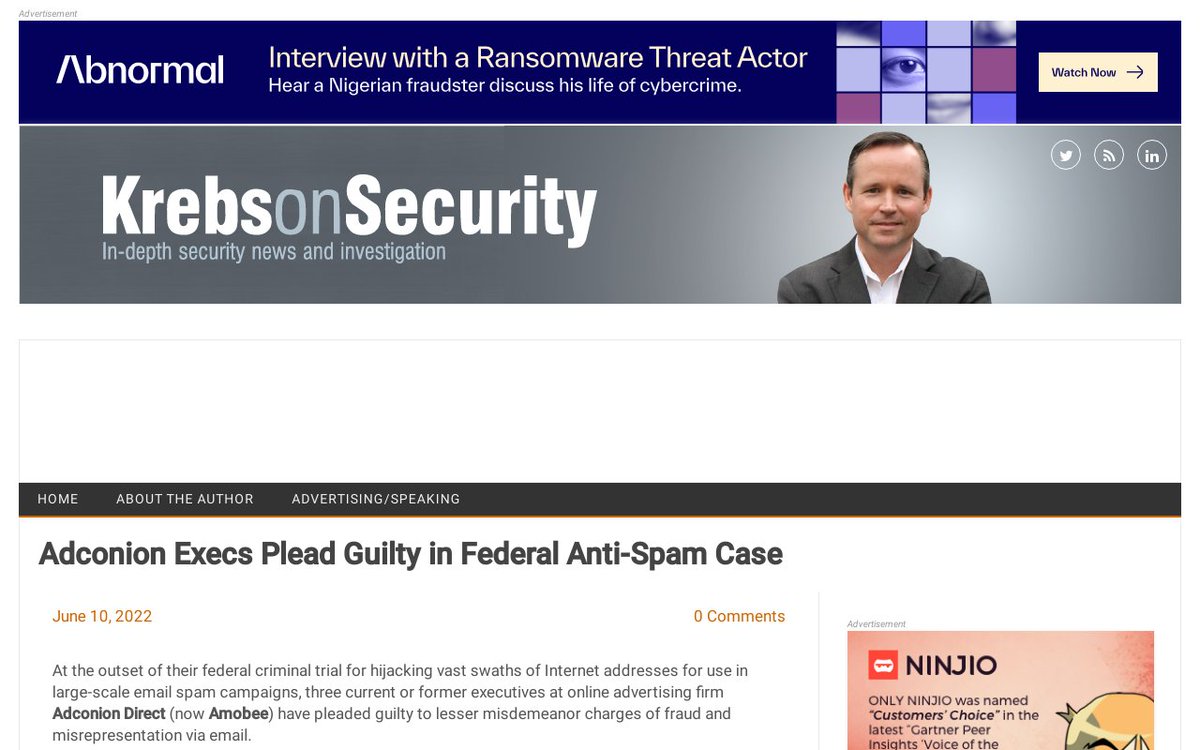 Advertisement
Abnormal
Interview with a Ransomware Threat Actor
Hear a Nigerian fraudster discuss his life of cybercrime.
Watch Now
KrebsonSecurity
In-depth security news and investigation
HOME ABOUT THE AUTHOR ADVERTISING/SPEAKING
Adconion Execs Plead Guilty in Federal Anti-Spam Case
June 10, 2022
0 Comments
At the outset of their federal criminal trial for hijacking vast swaths of Internet addresses for use in
large-scale email spam campaigns, three current or former executives at online advertising firm
Adconion Direct (now Amobee) have pleaded guilty to lesser misdemeanor charges of fraud and
misrepresentation via email.
Advertisement
NINJIO
ONLY NINJIO was named
"Customers' Choice" in the
latest "Gartner Peer
Insights 'Voice of the